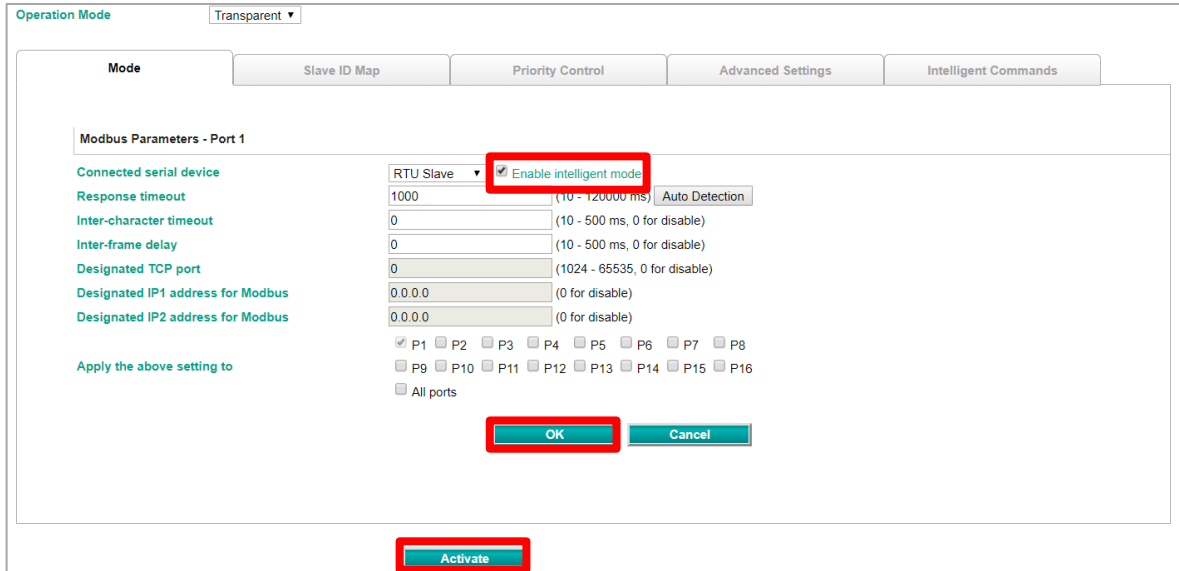 Operation Mode Transparent ▼
Mode Slave ID Map Priority Control Advanced Settings Intelligent Commands
Modbus Parameters - Port 1
Connected serial device RTU Slave ▼ Enable intelligent mode
Response timeout 1000 (10 - 120000 ms) Auto Detection
Inter-character timeout 0 (10 - 500 ms, 0 for disable)
Inter-frame delay 0 (10 - 500 ms, 0 for disable)
Designated TCP port 0 (1024 - 65535, 0 for disable)
Designated IP1 address for Modbus 0.0.0.0 (0 for disable)
Designated IP2 address for Modbus 0.0.0.0 (0 for disable)
P1 P2 P3 P4 P5 P6 P7 P8
Apply the above setting to P9 P10 P11 P12 P13 P14 P15 P16
All ports
OK Cancel
Activate